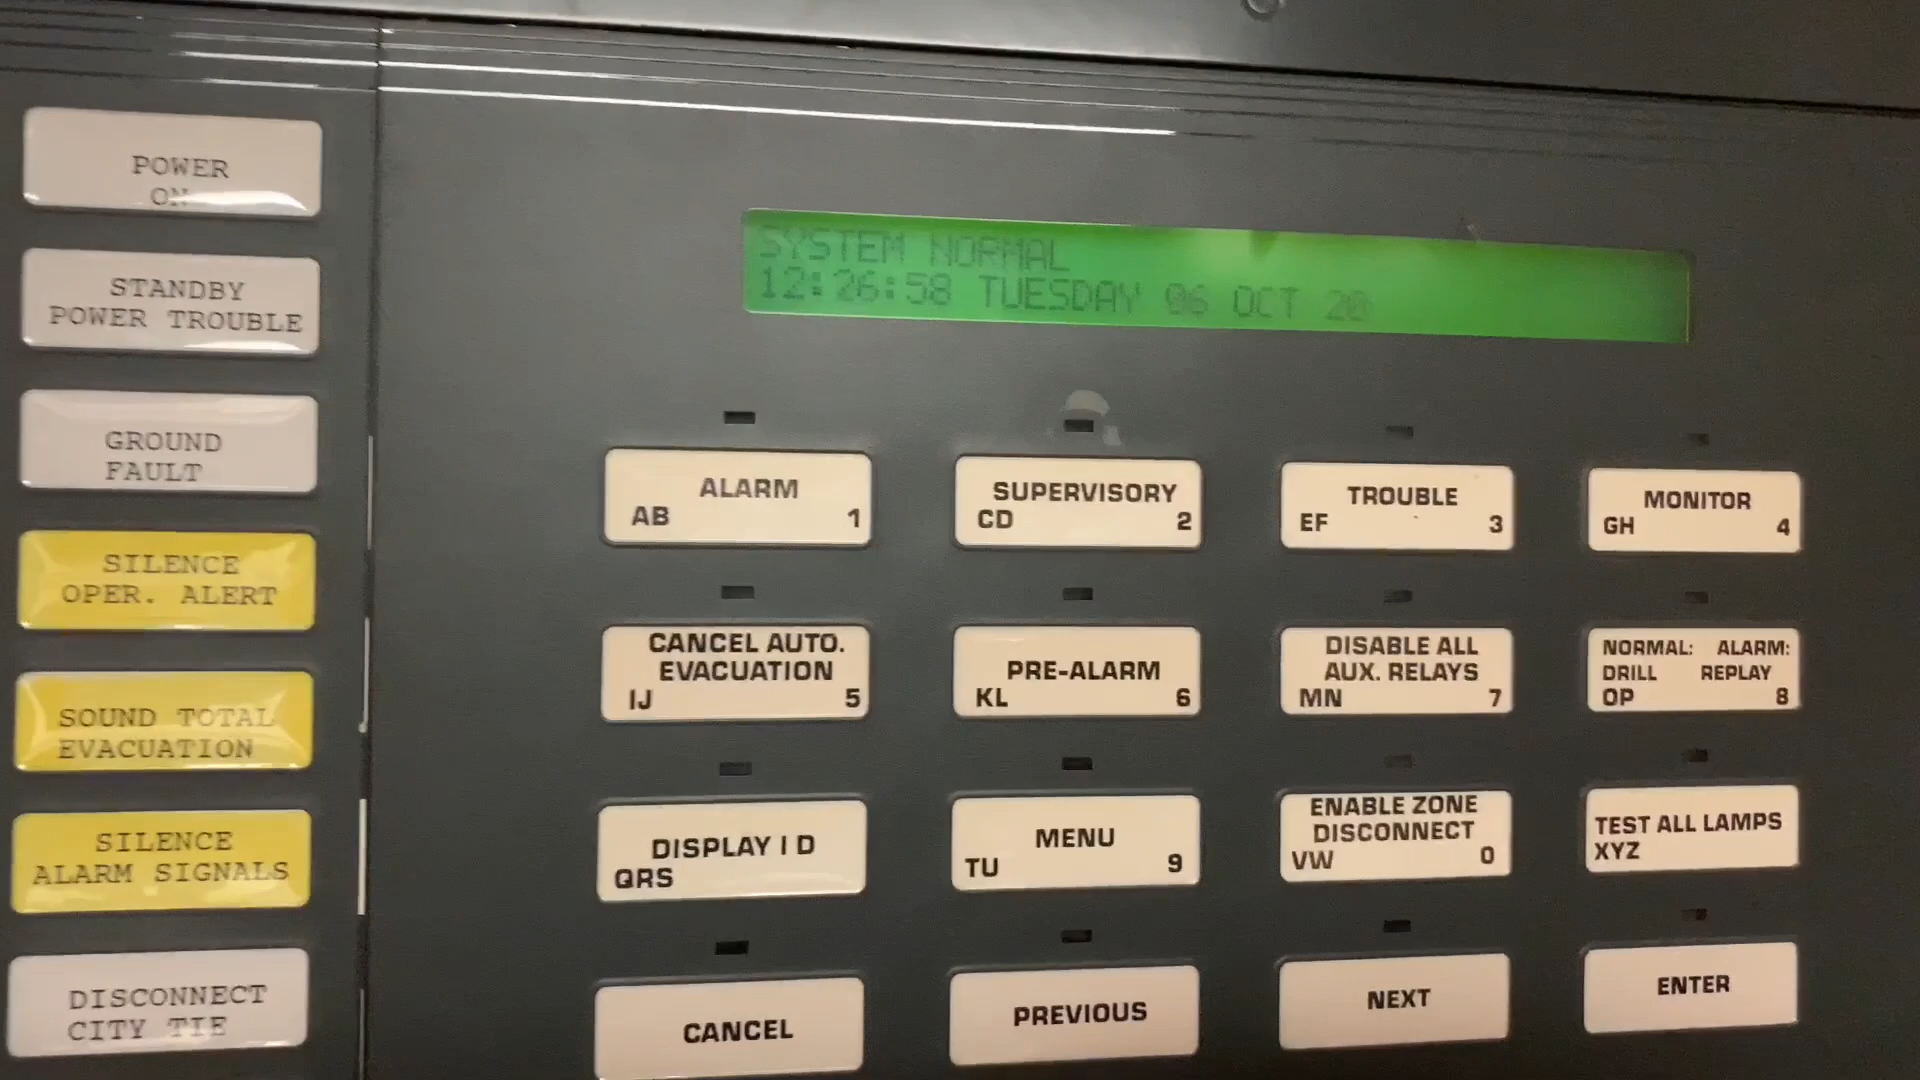 POWER
ON
STANDBY
POWER TROUBLE
GROUND
FAULT
SILENCE
OPER. ALERT
SOUND TOTAL
EVACUATION
SILENCE
ALARM SIGNALS
DISCONNECT
CITY TIE
SYSTEM NORMAL
12:26:58 TUESDAY 06 OCT 20
ALARM
AB 1
SUPERVISORY
CD 2
TROUBLE
EF 3
MONITOR
GH 4
CANCEL AUTO.
EVACUATION
IJ 5
PRE-ALARM
KL 6
DISABLE ALL
AUX. RELAYS
MN 7
NORMAL: ALARM:
DRILL REPLAY
OP 8
DISPLAY I D
QRS
MENU
TU 9
ENABLE ZONE
DISCONNECT
VW 0
TEST ALL LAMPS
XYZ
CANCEL
PREVIOUS
NEXT
ENTER